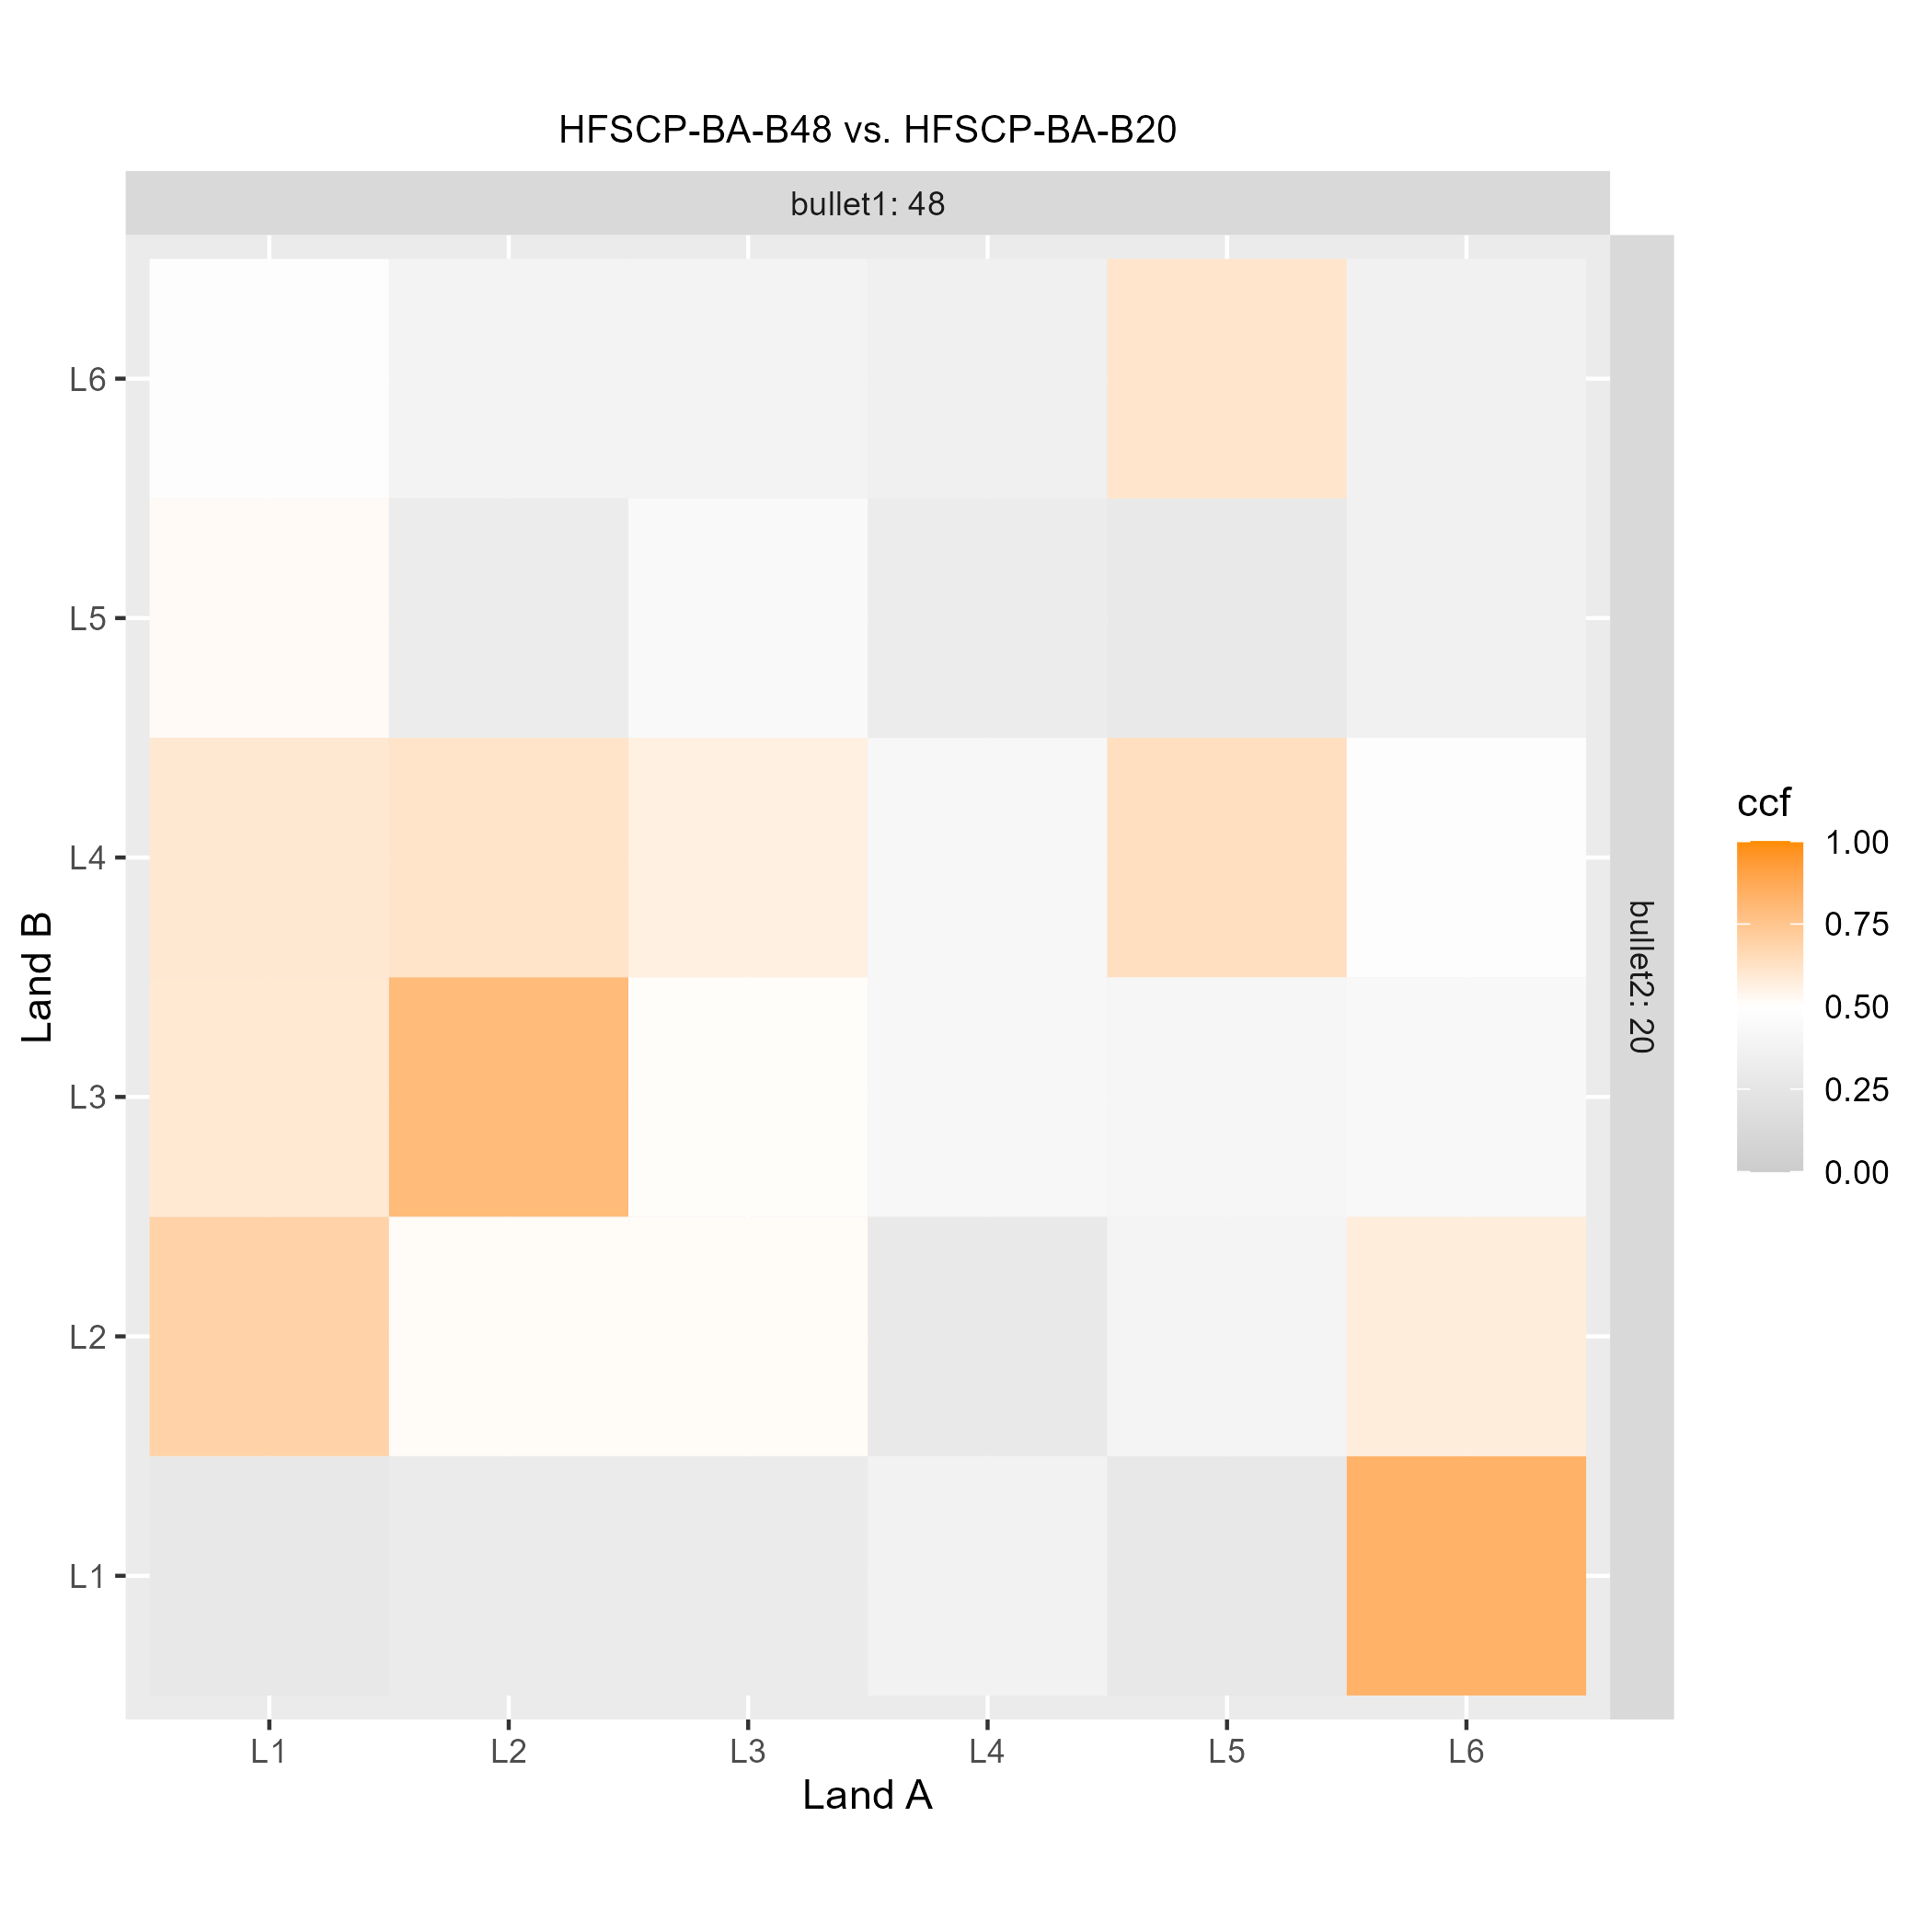 HFSCP-BA-B48 vs. HFSCP-BA-B20
bullet1: 48
L6
L5
L4
L3
L2
L1
Land B
bullet2: 20
L1 L2 L3 L4 L5 L6
Land A
ccf
1.00
0.75
0.50
0.25
0.00